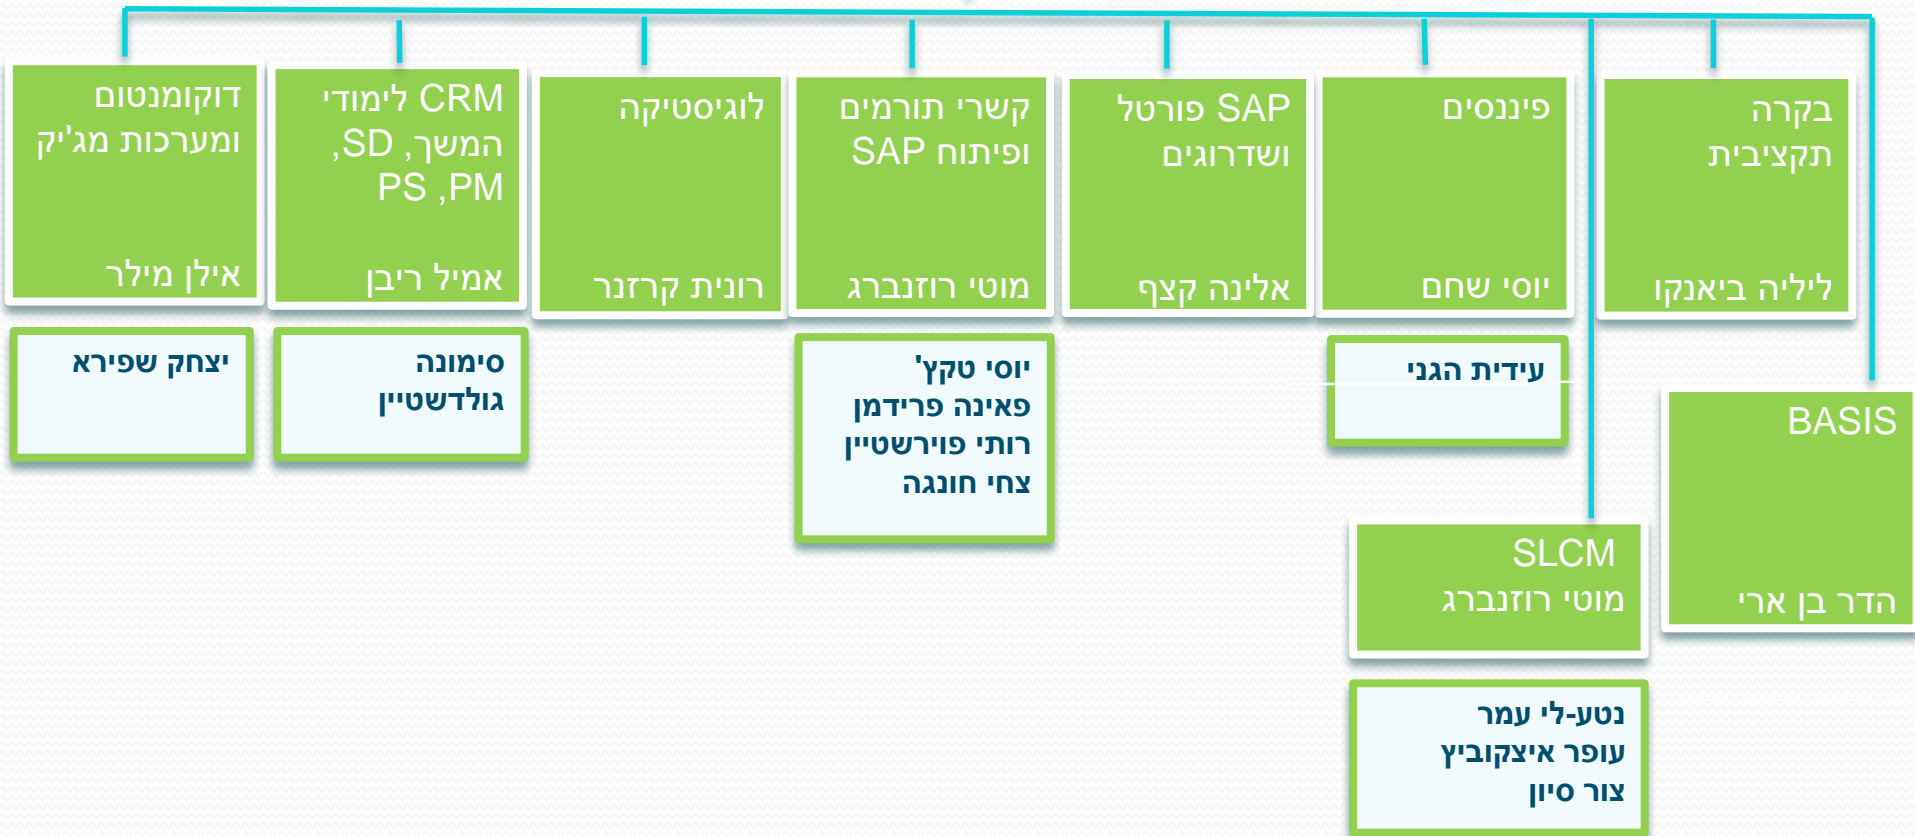 בקרה
תקציבית
ליליה ביאנקו
פיננסים
יוסי שחם
עידית הגני
SAP פורטל
ושדרוגים
אלינה קצף
קשרי תורמים
ופיתוח SAP
מוטי רוזנברג
יוסי טקץ'
פאינה פרידמן
רותי פוירשטיין
צחי חונגה
לוגיסטיקה
רונית קרזנר
CRM לימודי
המשך, SD,
PM, PS
אמיל ריבן
סימונה
גולדשטיין
דוקומנטום
ומערכות מג'יק
אילן מילר
יצחק שפירא
BASIS
הדר בן ארי
SLCM
מוטי רוזנברג
נטע-לי עמר
עופר איצקוביץ
צור סיון